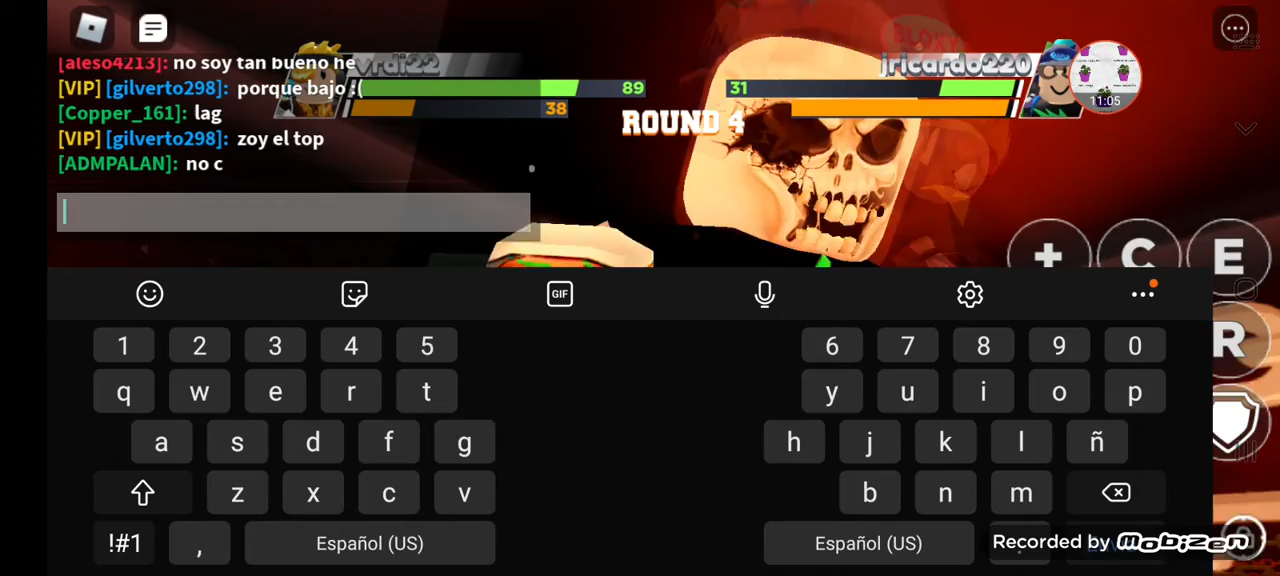 [aleso4213]: no soy tan bueno he
[VIP] [gilverto298]: porque bajo :(
[Copper_161]: lag
[VIP] [gilverto298]: zoy el top
[ADMPALAN]: no c
vrdi22
89
38
ROUND 4
jricardo220
31
11:05
+ C E
R
GIF
1 2 3 4 5 6 7 8 9 0
q w e r t y u i o p
a s d f g h j k l ñ
z x c v b n m
!#1 , Español (US) Español (US) .
Recorded by Mobizen